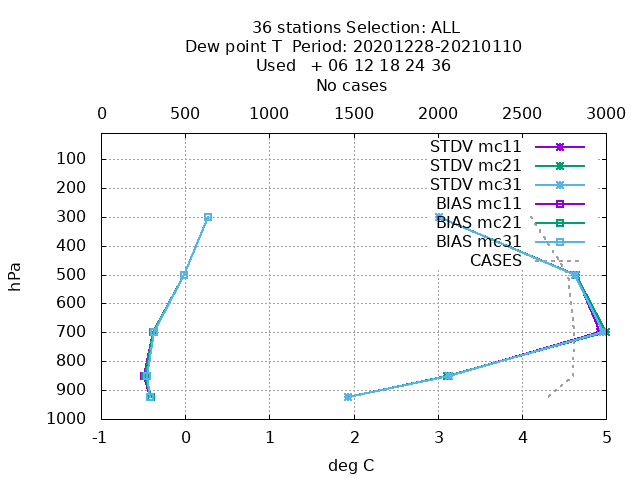 36 stations Selection: ALL
Dew point T  Period: 20201228-20210110
Used   + 06 12 18 24 36
No cases
0 500 1000 1500 2000 2500 3000
STDV mc11
STDV mc21
STDV mc31
BIAS mc11
BIAS mc21
BIAS mc31
CASES
100
200
300
400
500
600
700
800
900
1000
hPa
-1 0 1 2 3 4 5
deg C